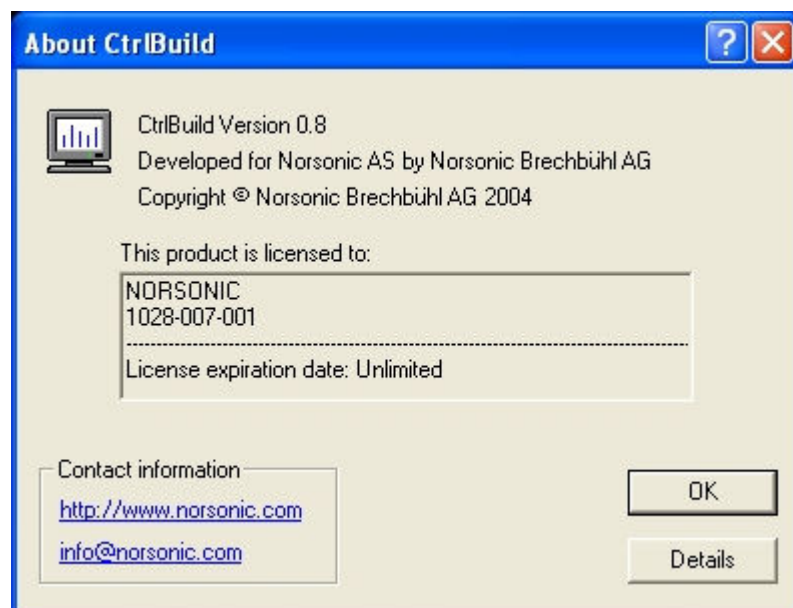 About CtrlBuild
CtrlBuild Version 0.8
Developed for Norsonic AS by Norsonic Brechbühl AG
Copyright © Norsonic Brechbühl AG 2004
This product is licensed to:
NORSONIC
1028-007-001
License expiration date: Unlimited
Contact information
http://www.norsonic.com
info@norsonic.com
OK
Details